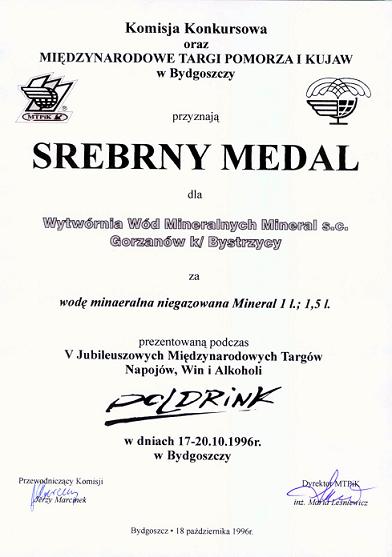 Komisja Konkursowa
oraz
MIĘDZYNARODOWE TARGI POMORZA I KUJAW
w Bydgoszczy
MTPiK
przyznają
SREBRNY MEDAL
dla
Wytwórnia Wód Mineralnych Mineral s.c.
Gorzanów k/ Bystrzycy
za
wodę minaeralna niegazowana Mineral 1 l.; 1,5 l.
prezentowaną podczas
V Jubileuszowych Międzynarodowych Targów
Napojów, Win i Alkoholi
POLDRINK
w dniach 17-20.10.1996r.
w Bydgoszczy
Przewodniczący Komisji
Jerzy Marcinek
Dyrektor MTPiK
inż. Maria Leśniewicz
Bydgoszcz • 18 października 1996r.